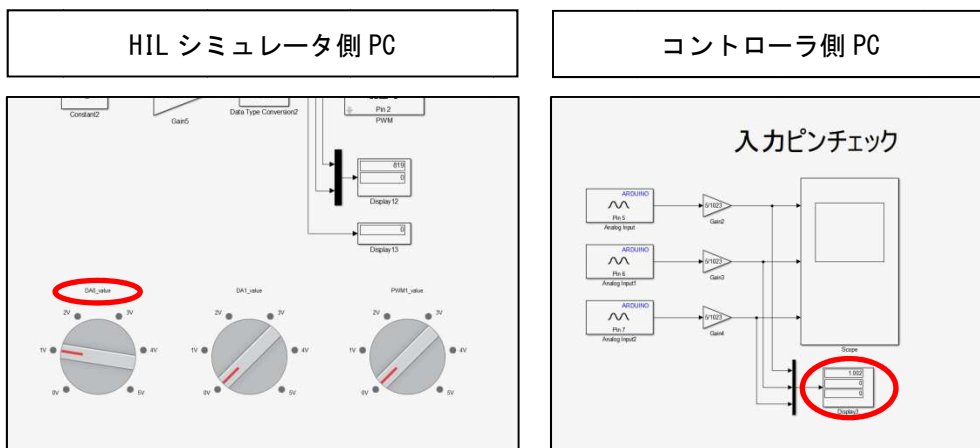 HIL シミュレータ側 PC
コントローラ側 PC
Constant2
Gain5
Data Type Conversion2
Pin 2
PWM
819
0
Display12
0
Display13
DA0_value
0V
1V
2V
3V
4V
5V
DA1_value
0V
1V
2V
3V
4V
5V
PWM1_value
0V
1V
2V
3V
4V
5V
入力ピンチェック
ARDUINO
Pin 5
Analog Input
5/1023
Gain2
ARDUINO
Pin 6
Analog Input1
5/1023
Gain3
ARDUINO
Pin 7
Analog Input2
5/1023
Gain4
Scope
1.002
0
0
Display3